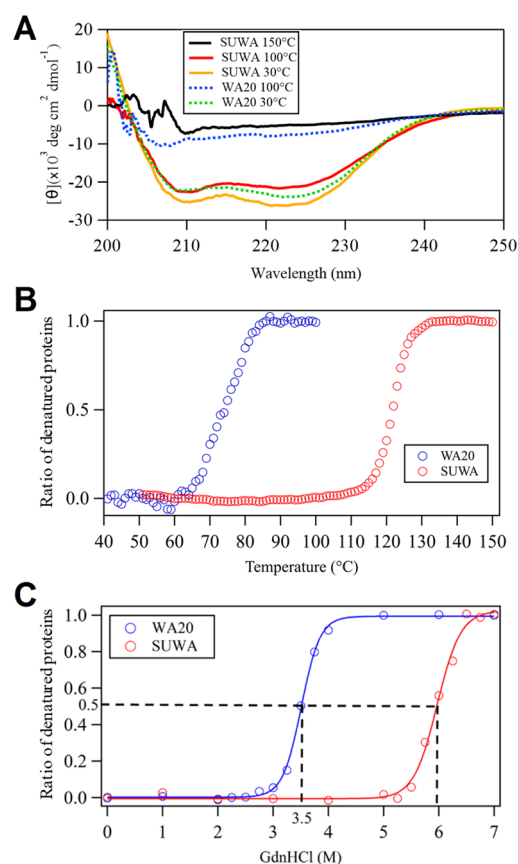 A
SUWA 150°C
SUWA 100°C
SUWA 30°C
WA20 100°C
WA20 30°C
20
10
0
-10
-20
-30
[θ](x10³ deg cm² dmol⁻¹)
200 210 220 230 240 250
Wavelength (nm)
B
1.0
0.5
0.0
Ratio of denatured proteins
WA20
SUWA
40 50 60 70 80 90 100 110 120 130 140 150
Temperature (°C)
C
WA20
SUWA
1.0
0.8
0.6
0.5
0.4
0.2
0.0
Ratio of denatured proteins
0 1 2 3 4 5 6 7
3.5
GdnHCl (M)